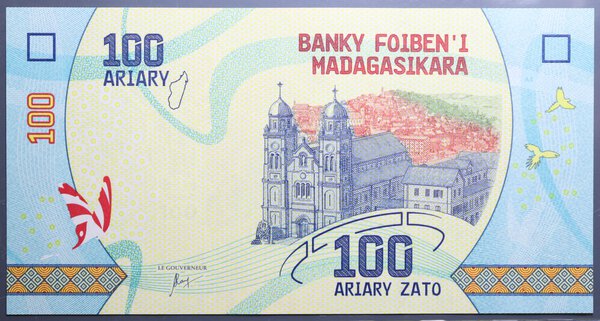 100
ARIARY
BANKY FOIBEN'I
MADAGASIKARA
100
LE GOUVERNEUR
100
ARIARY ZATO